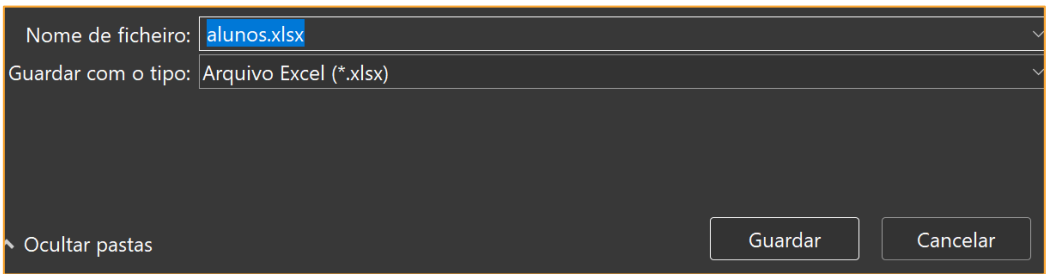 Nome de ficheiro: alunos.xlsx
Guardar com o tipo: Arquivo Excel (*.xlsx)
Ocultar pastas
Guardar
Cancelar